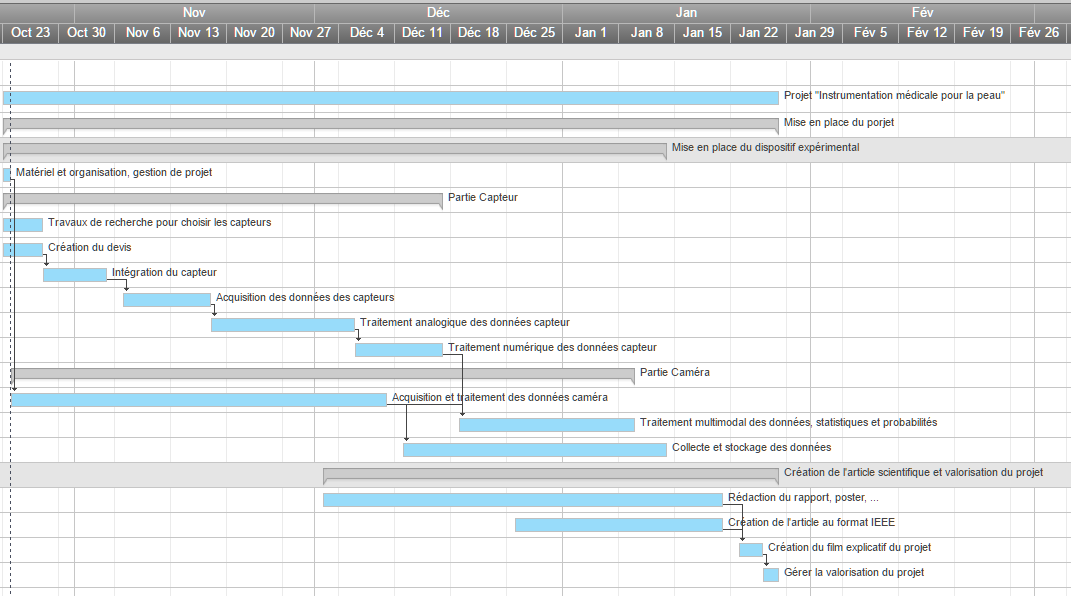 Nov Déc Jan Fév
Oct 23 Oct 30 Nov 6 Nov 13 Nov 20 Nov 27 Déc 4 Déc 11 Déc 18 Déc 25 Jan 1 Jan 8 Jan 15 Jan 22 Jan 29 Fév 5 Fév 12 Fév 19 Fév 26
Projet "Instrumentation médicale pour la peau"
Mise en place du porjet
Mise en place du dispositif expérimental
Matériel et organisation, gestion de projet
Partie Capteur
Travaux de recherche pour choisir les capteurs
Création du devis
Intégration du capteur
Acquisition des données des capteurs
Traitement analogique des données capteur
Traitement numérique des données capteur
Partie Caméra
Acquisition et traitement des données caméra
Traitement multimodal des données, statistiques et probabilités
Collecte et stockage des données
Création de l'article scientifique et valorisation du projet
Rédaction du rapport, poster, ...
Création de l'article au format IEEE
Création du film explicatif du projet
Gérer la valorisation du projet